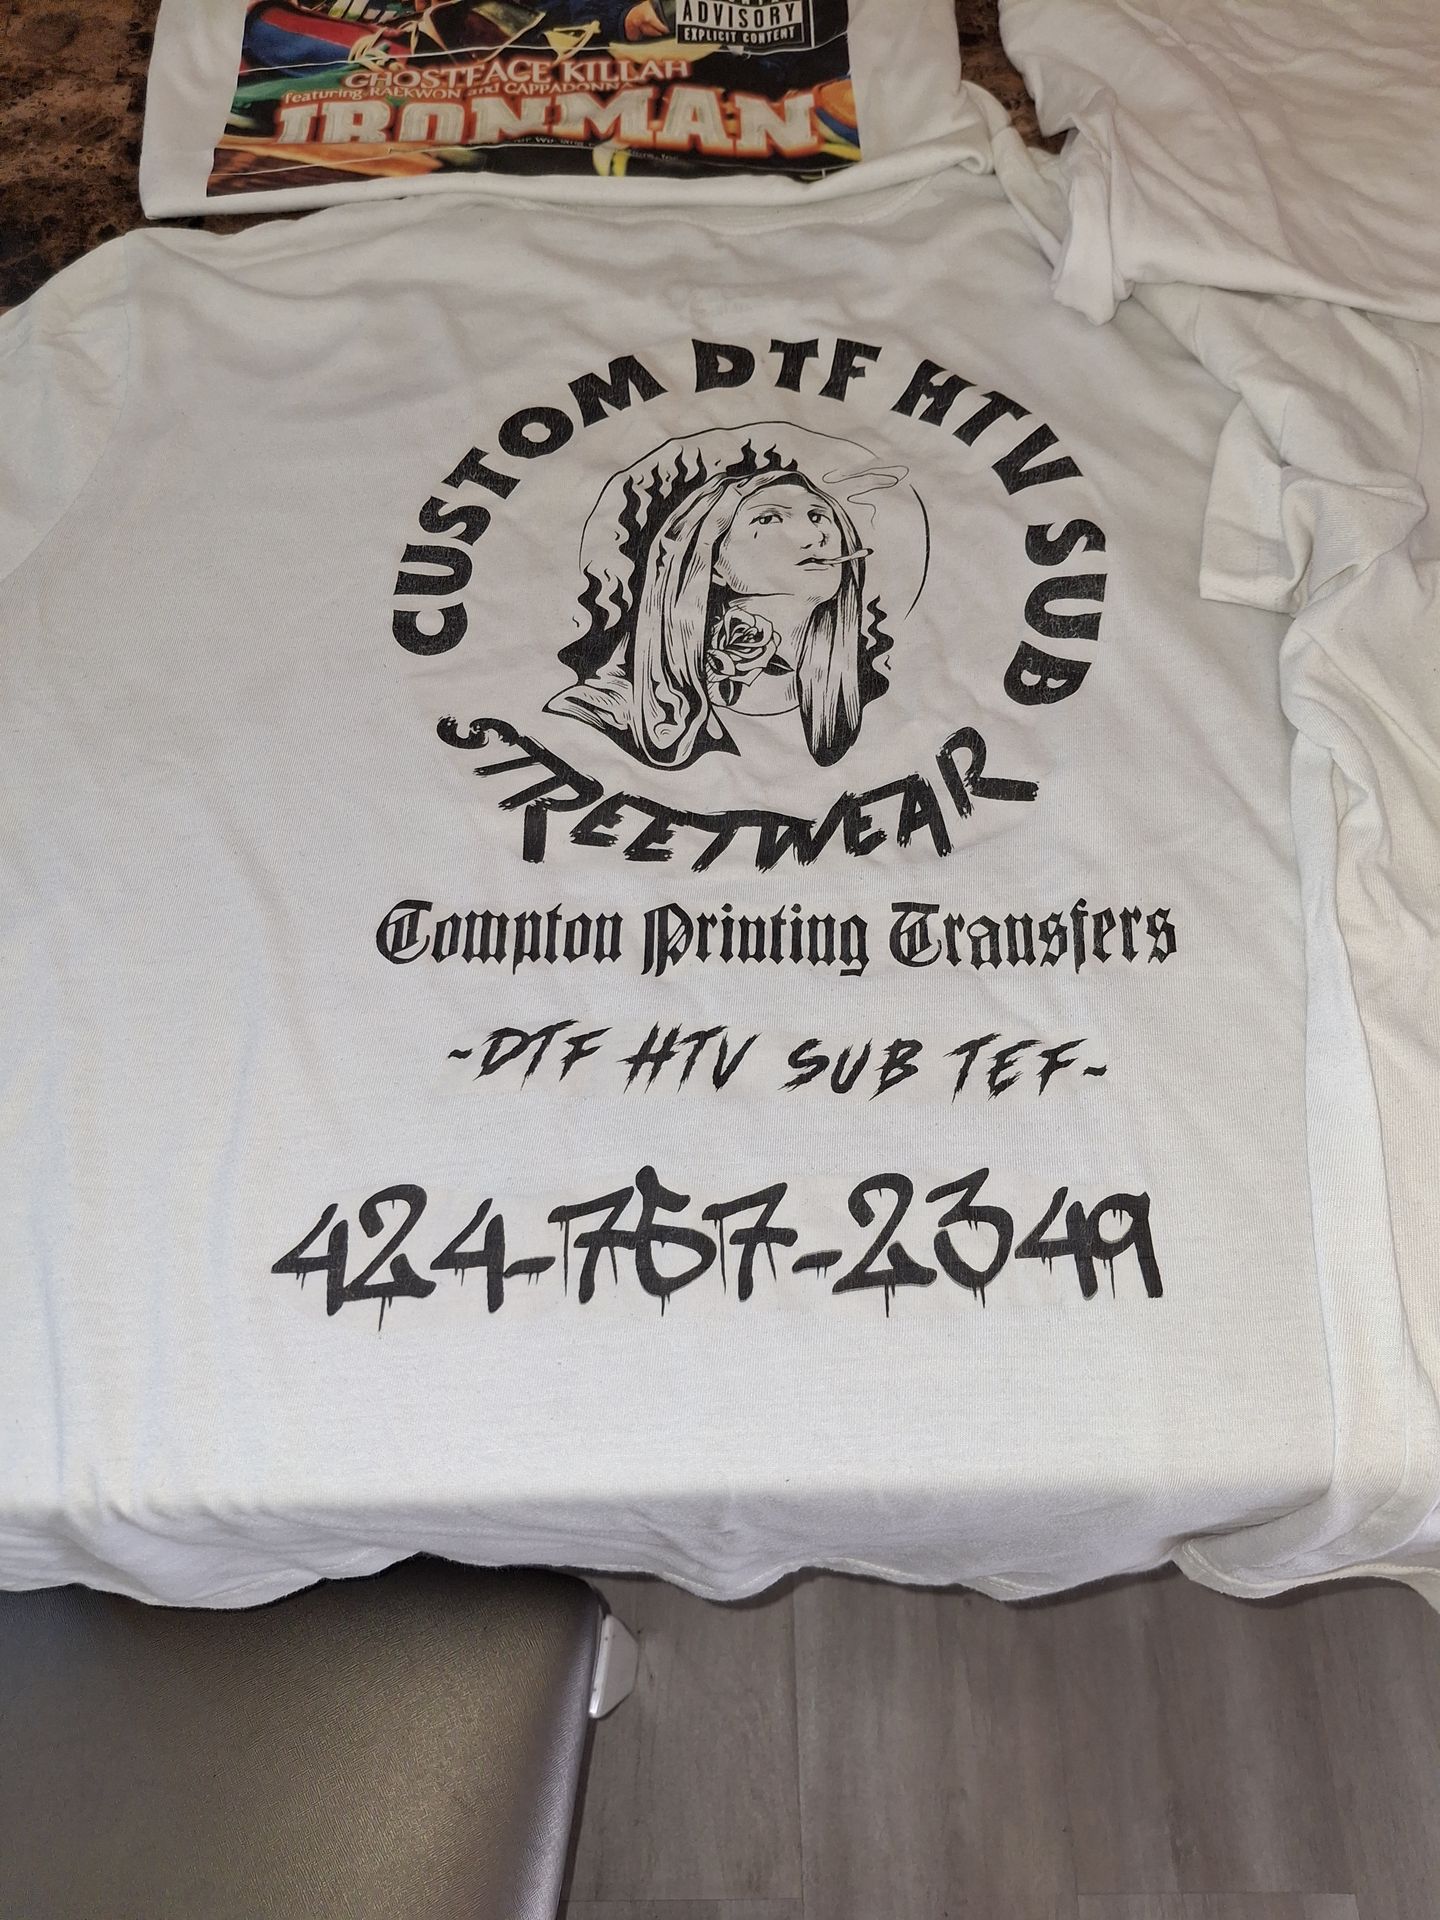 ADVISORY
EXPLICIT CONTENT
GHOSTFACE KILLAH
featuring RAEKWON and CAPPADONNA
IRONMAN
CUSTOM DTF HTV SUB
STREETWEAR
Compton Printing Transfers
-DTF HTV SUB TEF-
424-757-2349